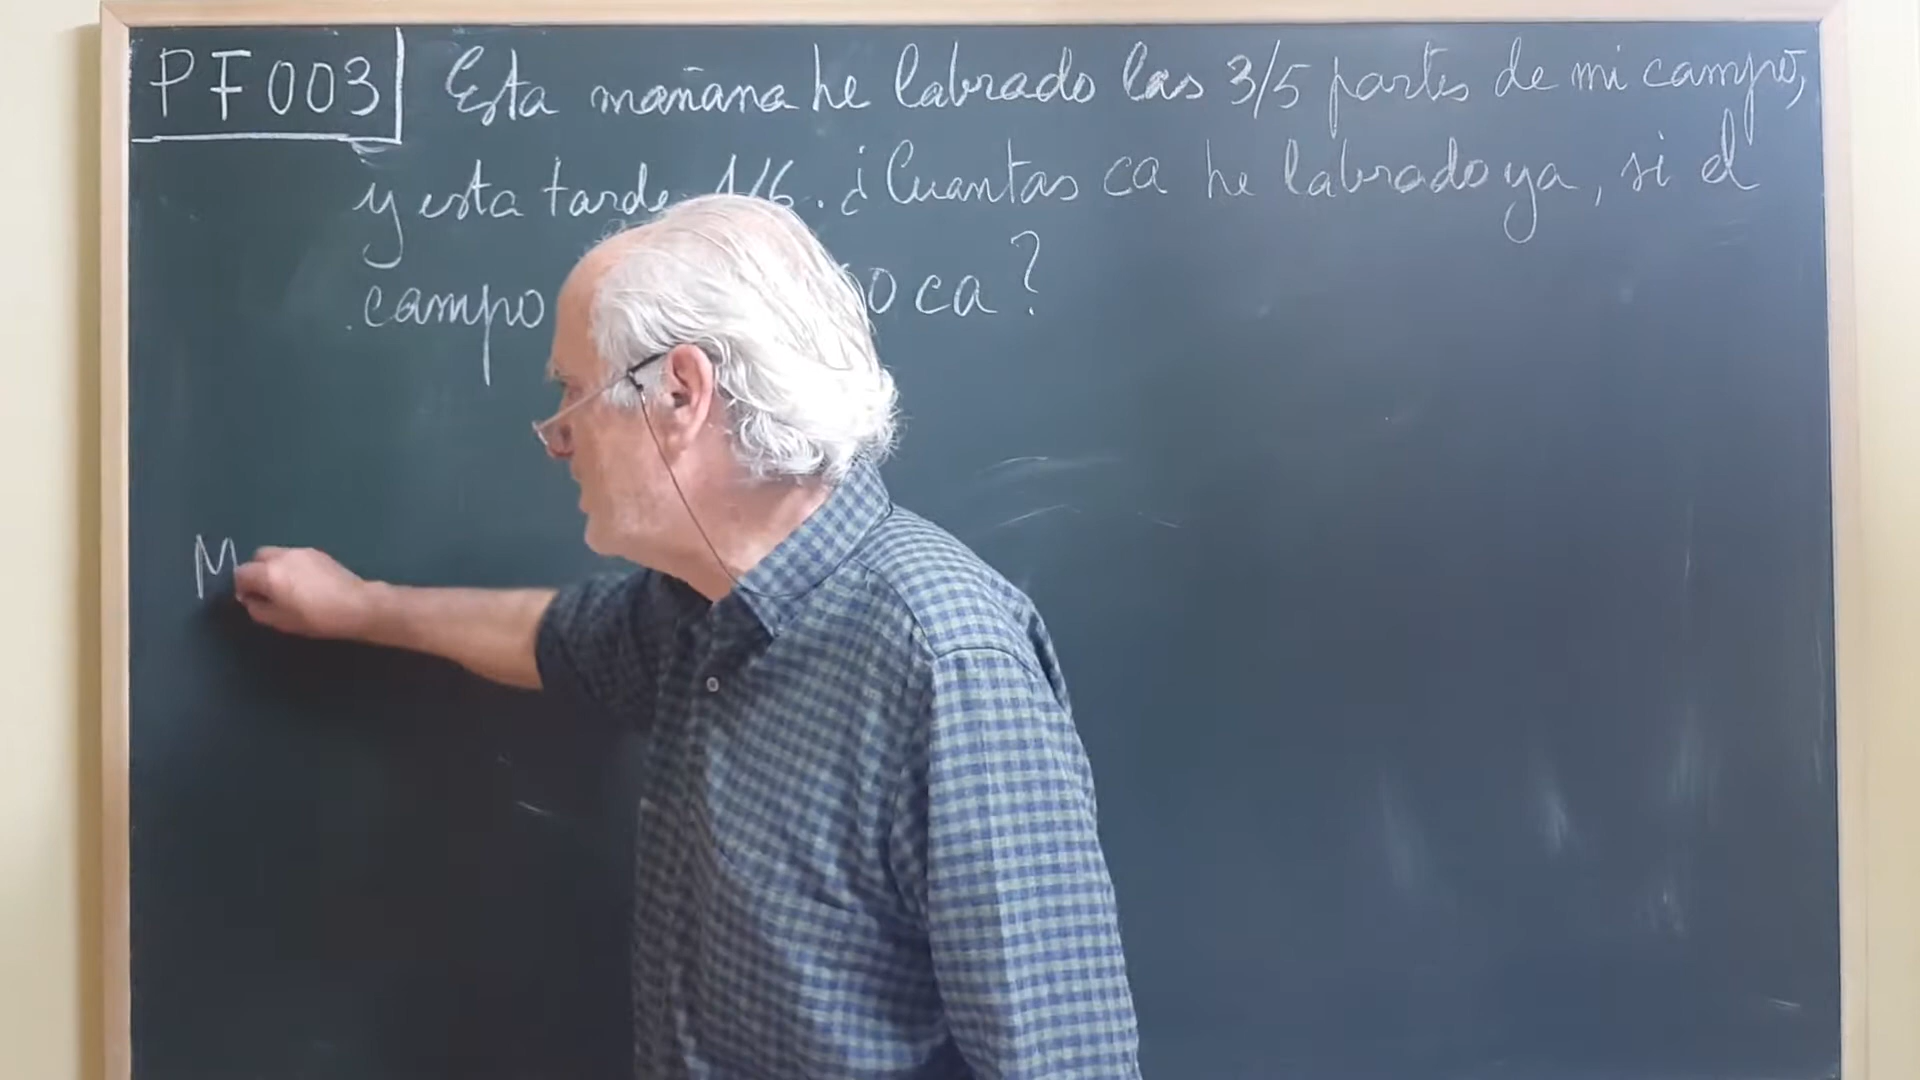 PF003
Esta mañana he labrado las 3/5 partes de mi campo,
y esta tarde 1/6. ¿Cuantas ca he labrado ya, si el
campo 0 ca?
M